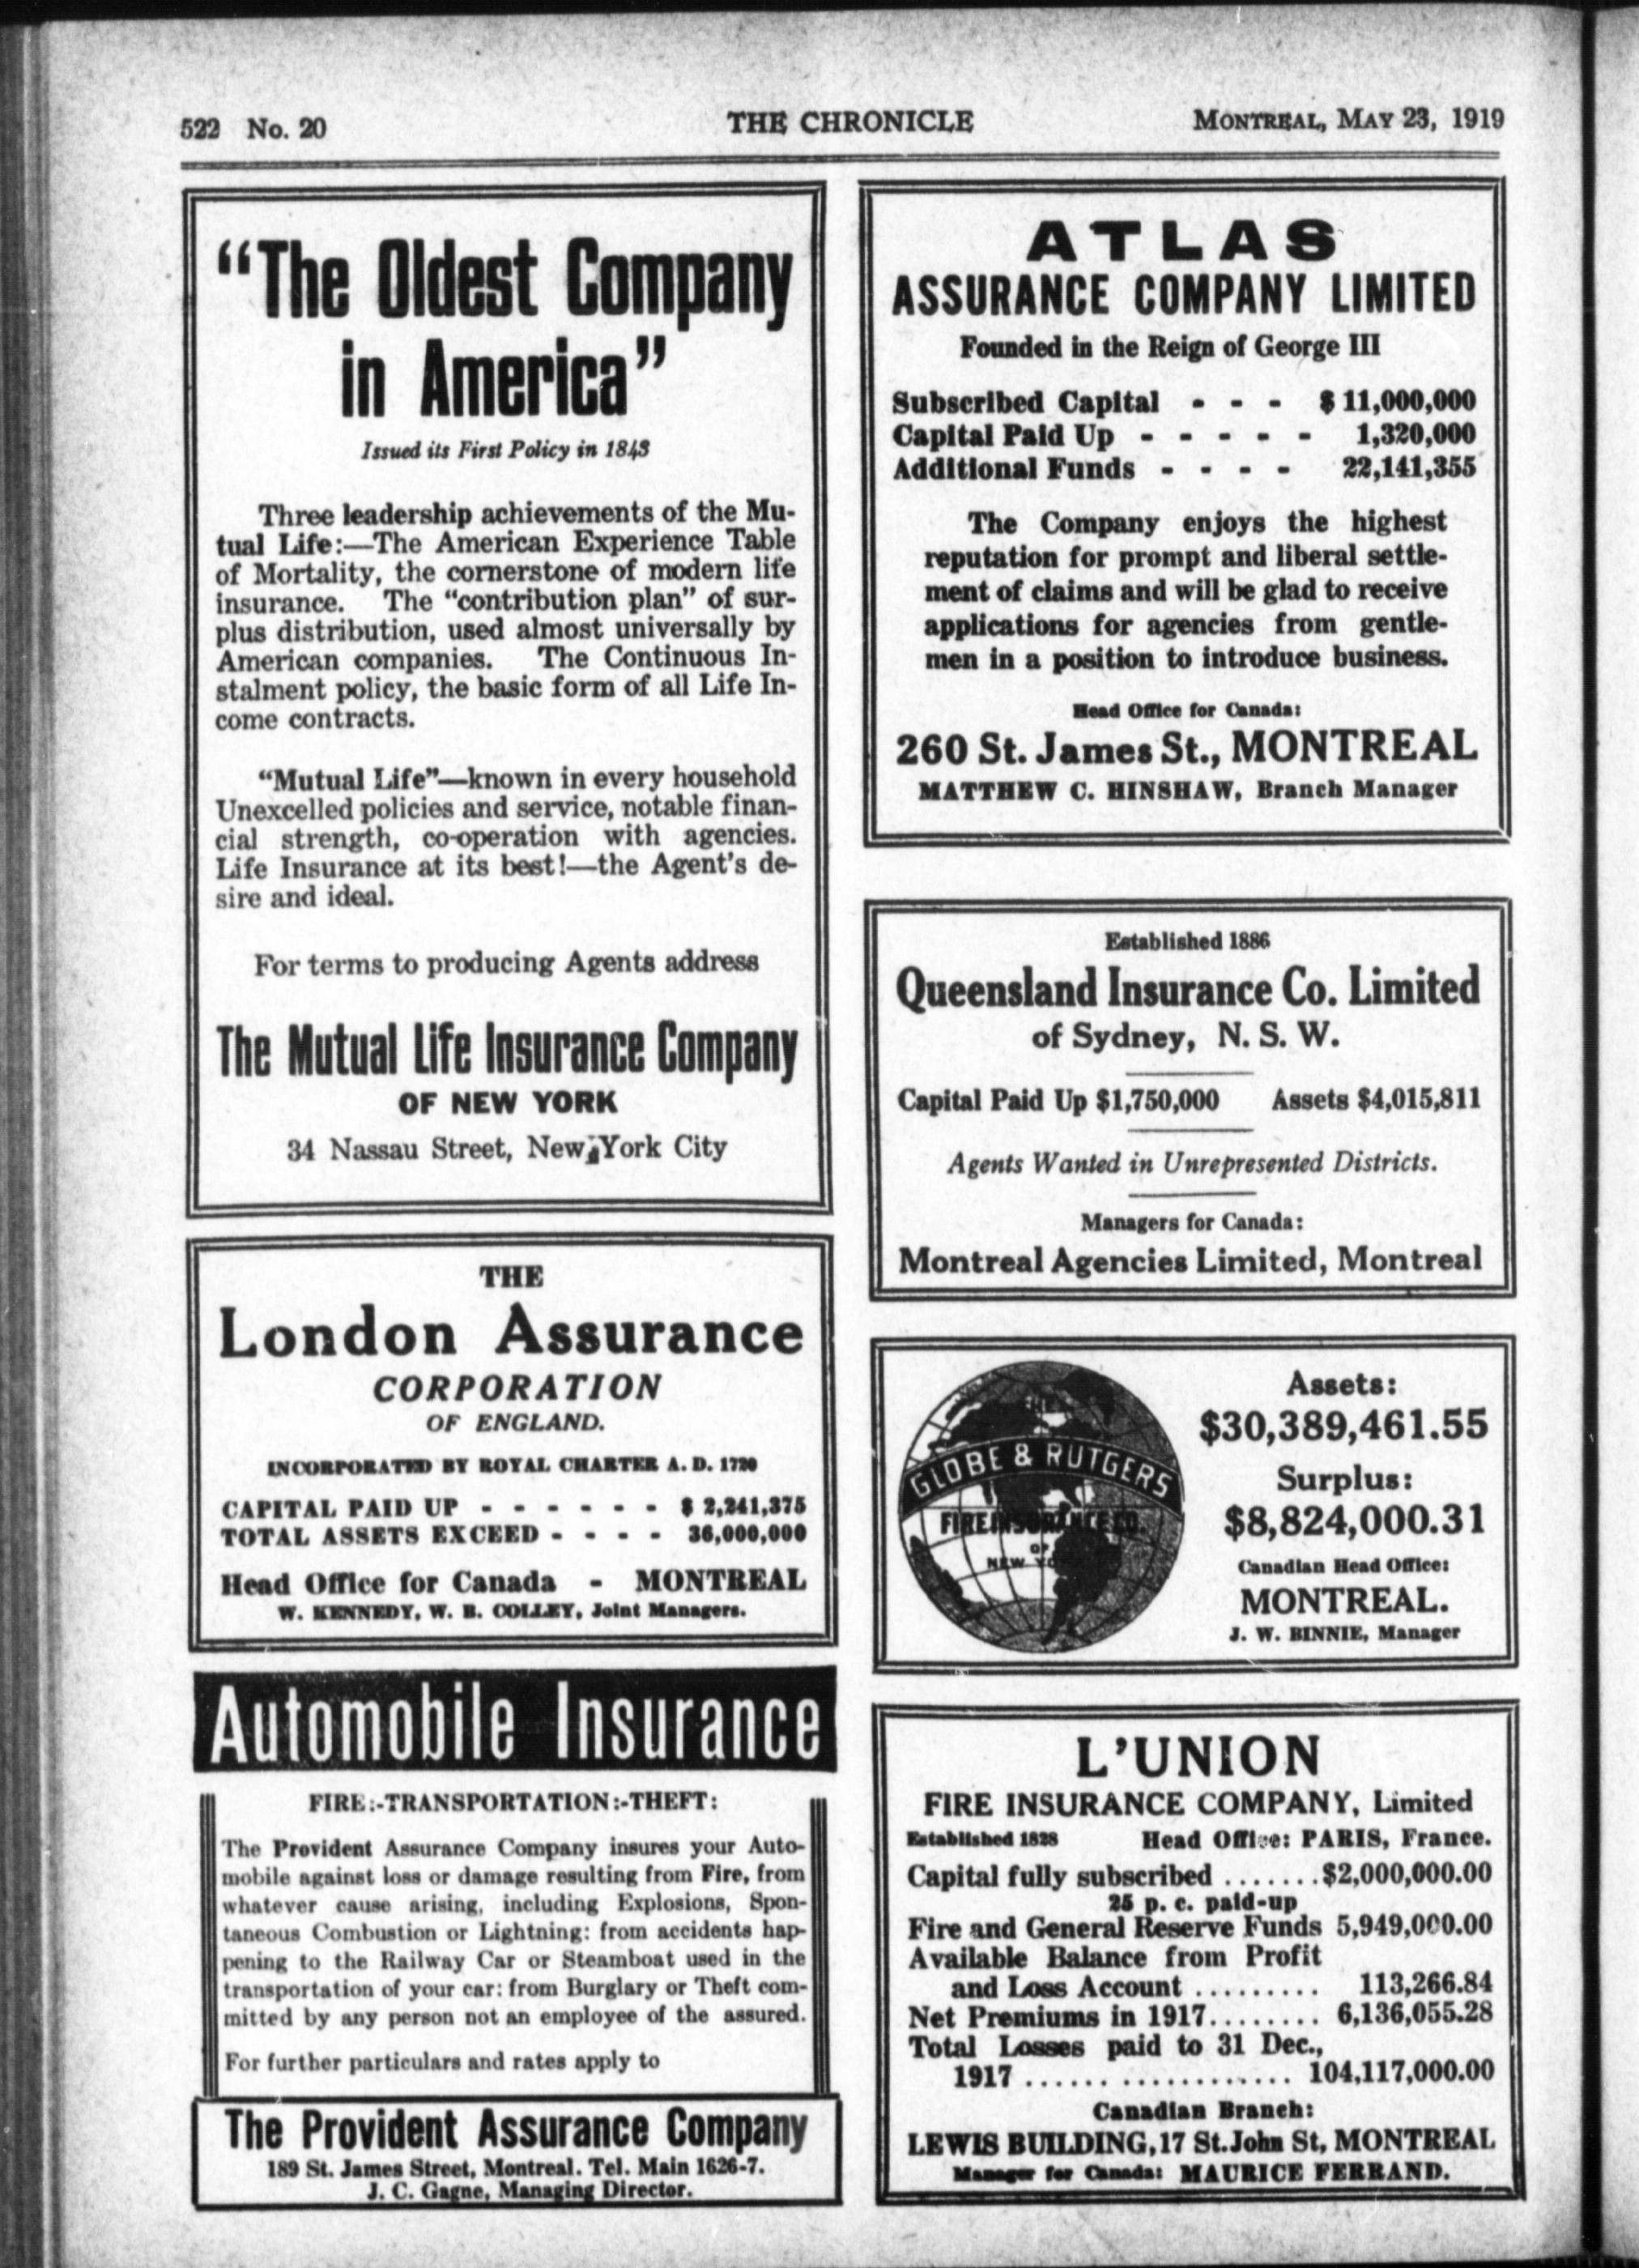 522 No. 20
THE CHRONICLE
MONTREAL, MAY 23, 1919
"The Oldest Company
in America"
Issued its First Policy in 1843
Three leadership achievements of the Mu-
tual Life:—The American Experience Table
of Mortality, the cornerstone of modern life
insurance. The "contribution plan" of sur-
plus distribution, used almost universally by
American companies. The Continuous In-
stalment policy, the basic form of all Life In-
come contracts.
"Mutual Life"—known in every household
Unexcelled policies and service, notable finan-
cial strength, co-operation with agencies.
Life Insurance at its best!—the Agent's de-
sire and ideal.
For terms to producing Agents address
The Mutual Life Insurance Company
OF NEW YORK
34 Nassau Street, New York City
THE
London Assurance
CORPORATION
OF ENGLAND.
INCORPORATED BY ROYAL CHARTER A. D. 1720
CAPITAL PAID UP - - - - - - $ 2,241,375
TOTAL ASSETS EXCEED - - - - 36,000,000
Head Office for Canada - MONTREAL
W. KENNEDY, W. B. COLLEY, Joint Managers.
Automobile Insurance
FIRE:-TRANSPORTATION:-THEFT:
The Provident Assurance Company insures your Auto-
mobile against loss or damage resulting from Fire, from
whatever cause arising, including Explosions, Spon-
taneous Combustion or Lightning: from accidents hap-
pening to the Railway Car or Steamboat used in the
transportation of your car: from Burglary or Theft com-
mitted by any person not an employee of the assured.
For further particulars and rates apply to
The Provident Assurance Company
189 St. James Street, Montreal. Tel. Main 1626-7.
J. C. Gagne, Managing Director.
ATLAS
ASSURANCE COMPANY LIMITED
Founded in the Reign of George III
Subscribed Capital - - - $ 11,000,000
Capital Paid Up - - - - - 1,320,000
Additional Funds - - - - 22,141,355
The Company enjoys the highest
reputation for prompt and liberal settle-
ment of claims and will be glad to receive
applications for agencies from gentle-
men in a position to introduce business.
Head Office for Canada:
260 St. James St., MONTREAL
MATTHEW C. HINSHAW, Branch Manager
Established 1886
Queensland Insurance Co. Limited
of Sydney, N. S. W.
Capital Paid Up $1,750,000 Assets $4,015,811
Agents Wanted in Unrepresented Districts.
Managers for Canada:
Montreal Agencies Limited, Montreal
THE
GLOBE & RUTGERS
FIRE INSURANCE CO.
OF
NEW YORK
Assets:
$30,389,461.55
Surplus:
$8,824,000.31
Canadian Head Office:
MONTREAL.
J. W. BINNIE, Manager
L'UNION
FIRE INSURANCE COMPANY, Limited
Established 1828 Head Office: PARIS, France.
Capital fully subscribed .......$2,000,000.00
25 p. c. paid-up
Fire and General Reserve Funds 5,949,000.00
Available Balance from Profit
and Loss Account ......... 113,266.84
Net Premiums in 1917........ 6,136,055.28
Total Losses paid to 31 Dec.,
1917 ...... ............ 104,117,000.00
Canadian Branch:
LEWIS BUILDING, 17 St. John St, MONTREAL
Manager for Canada: MAURICE FERRAND.